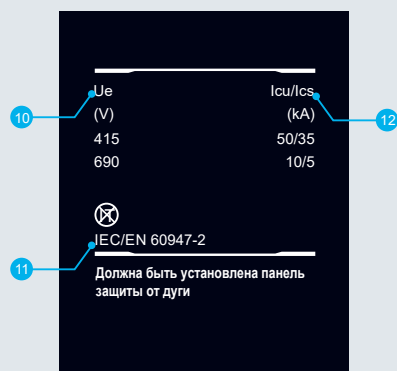 Ue Icu/Ics
(V) (kA)
415 50/35
690 10/5
10
12
IT
IEC/EN 60947-2
11
Должна быть установлена панель
защиты от дуги